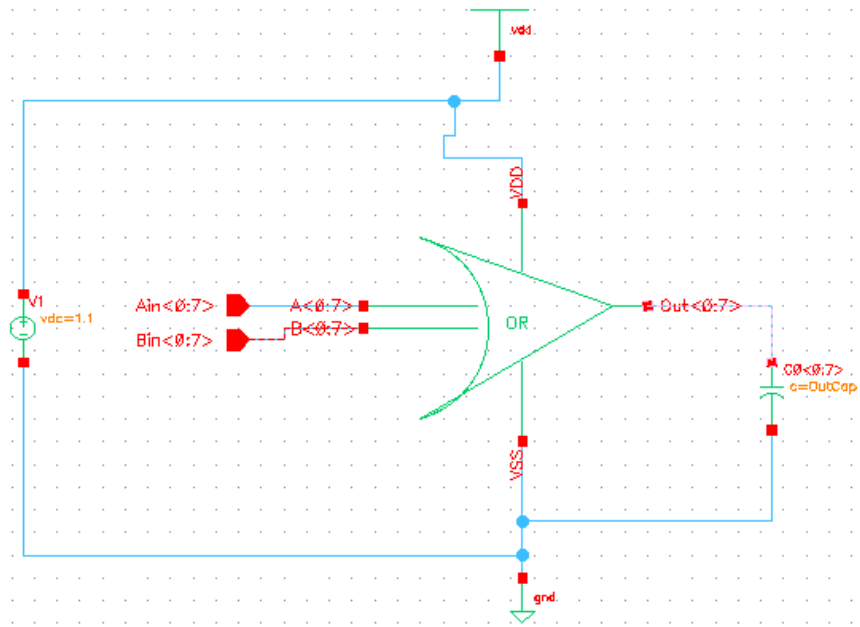 vdd
VDD
V1
vdc=1.1
Ain<0:7>
A<0:7>
Bin<0:7>
B<0:7>
OR
Out<0:7>
C0<0:7>
c=OutCap
VSS
gnd